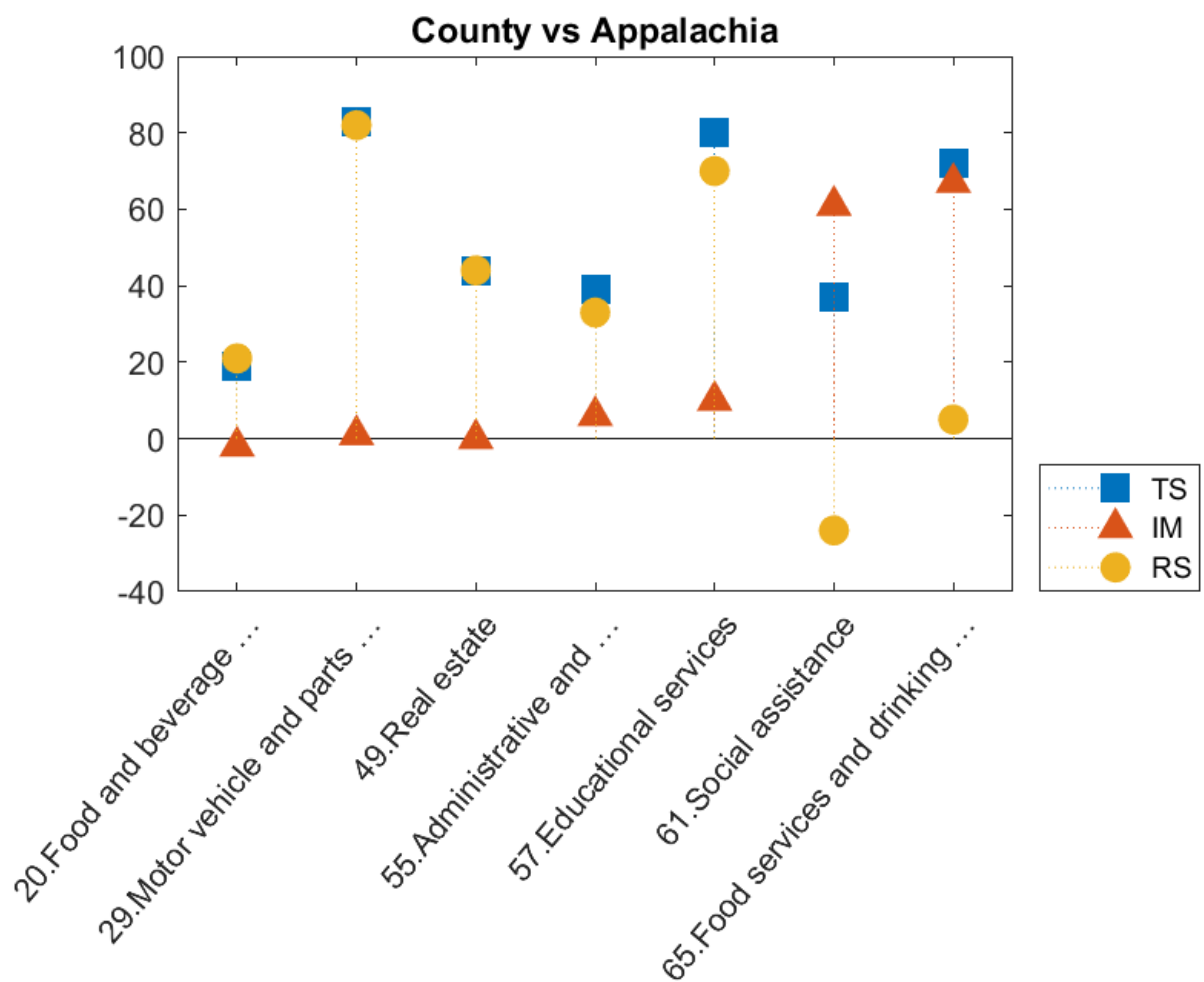 County vs Appalachia
100
80
60
40
20
0
-20
-40
TS
IM
RS
20.Food and beverage …
29.Motor vehicle and parts …
49.Real estate
55.Administrative and …
57.Educational services
61.Social assistance
65.Food services and drinking …